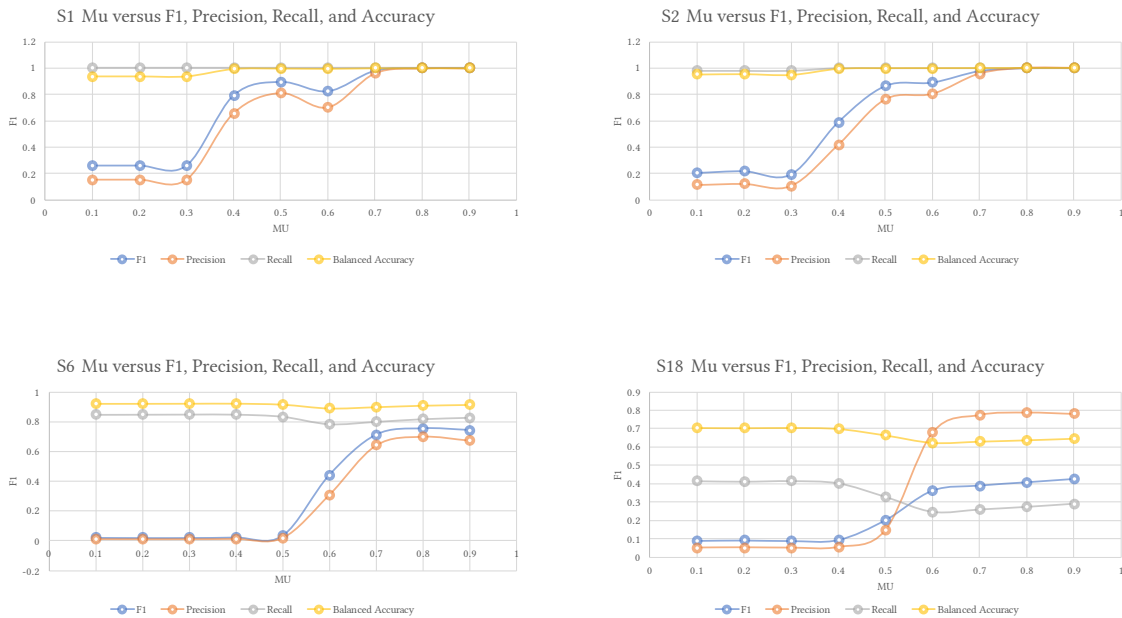 S1 Mu versus F1, Precision, Recall, and Accuracy
1.2
1
0.8
0.6
0.4
0.2
0
F1
0 0.1 0.2 0.3 0.4 0.5 0.6 0.7 0.8 0.9 1
MU
F1 Precision Recall Balanced Accuracy
S2 Mu versus F1, Precision, Recall, and Accuracy
1.2
1
0.8
0.6
0.4
0.2
0
F1
0 0.1 0.2 0.3 0.4 0.5 0.6 0.7 0.8 0.9 1
MU
F1 Precision Recall Balanced Accuracy
S6 Mu versus F1, Precision, Recall, and Accuracy
1
0.8
0.6
0.4
0.2
0
-0.2
F1
0 0.1 0.2 0.3 0.4 0.5 0.6 0.7 0.8 0.9 1
MU
F1 Precision Recall Balanced Accuracy
S18 Mu versus F1, Precision, Recall, and Accuracy
0.9
0.8
0.7
0.6
0.5
0.4
0.3
0.2
0.1
0
F1
0 0.1 0.2 0.3 0.4 0.5 0.6 0.7 0.8 0.9 1
MU
F1 Precision Recall Balanced Accuracy